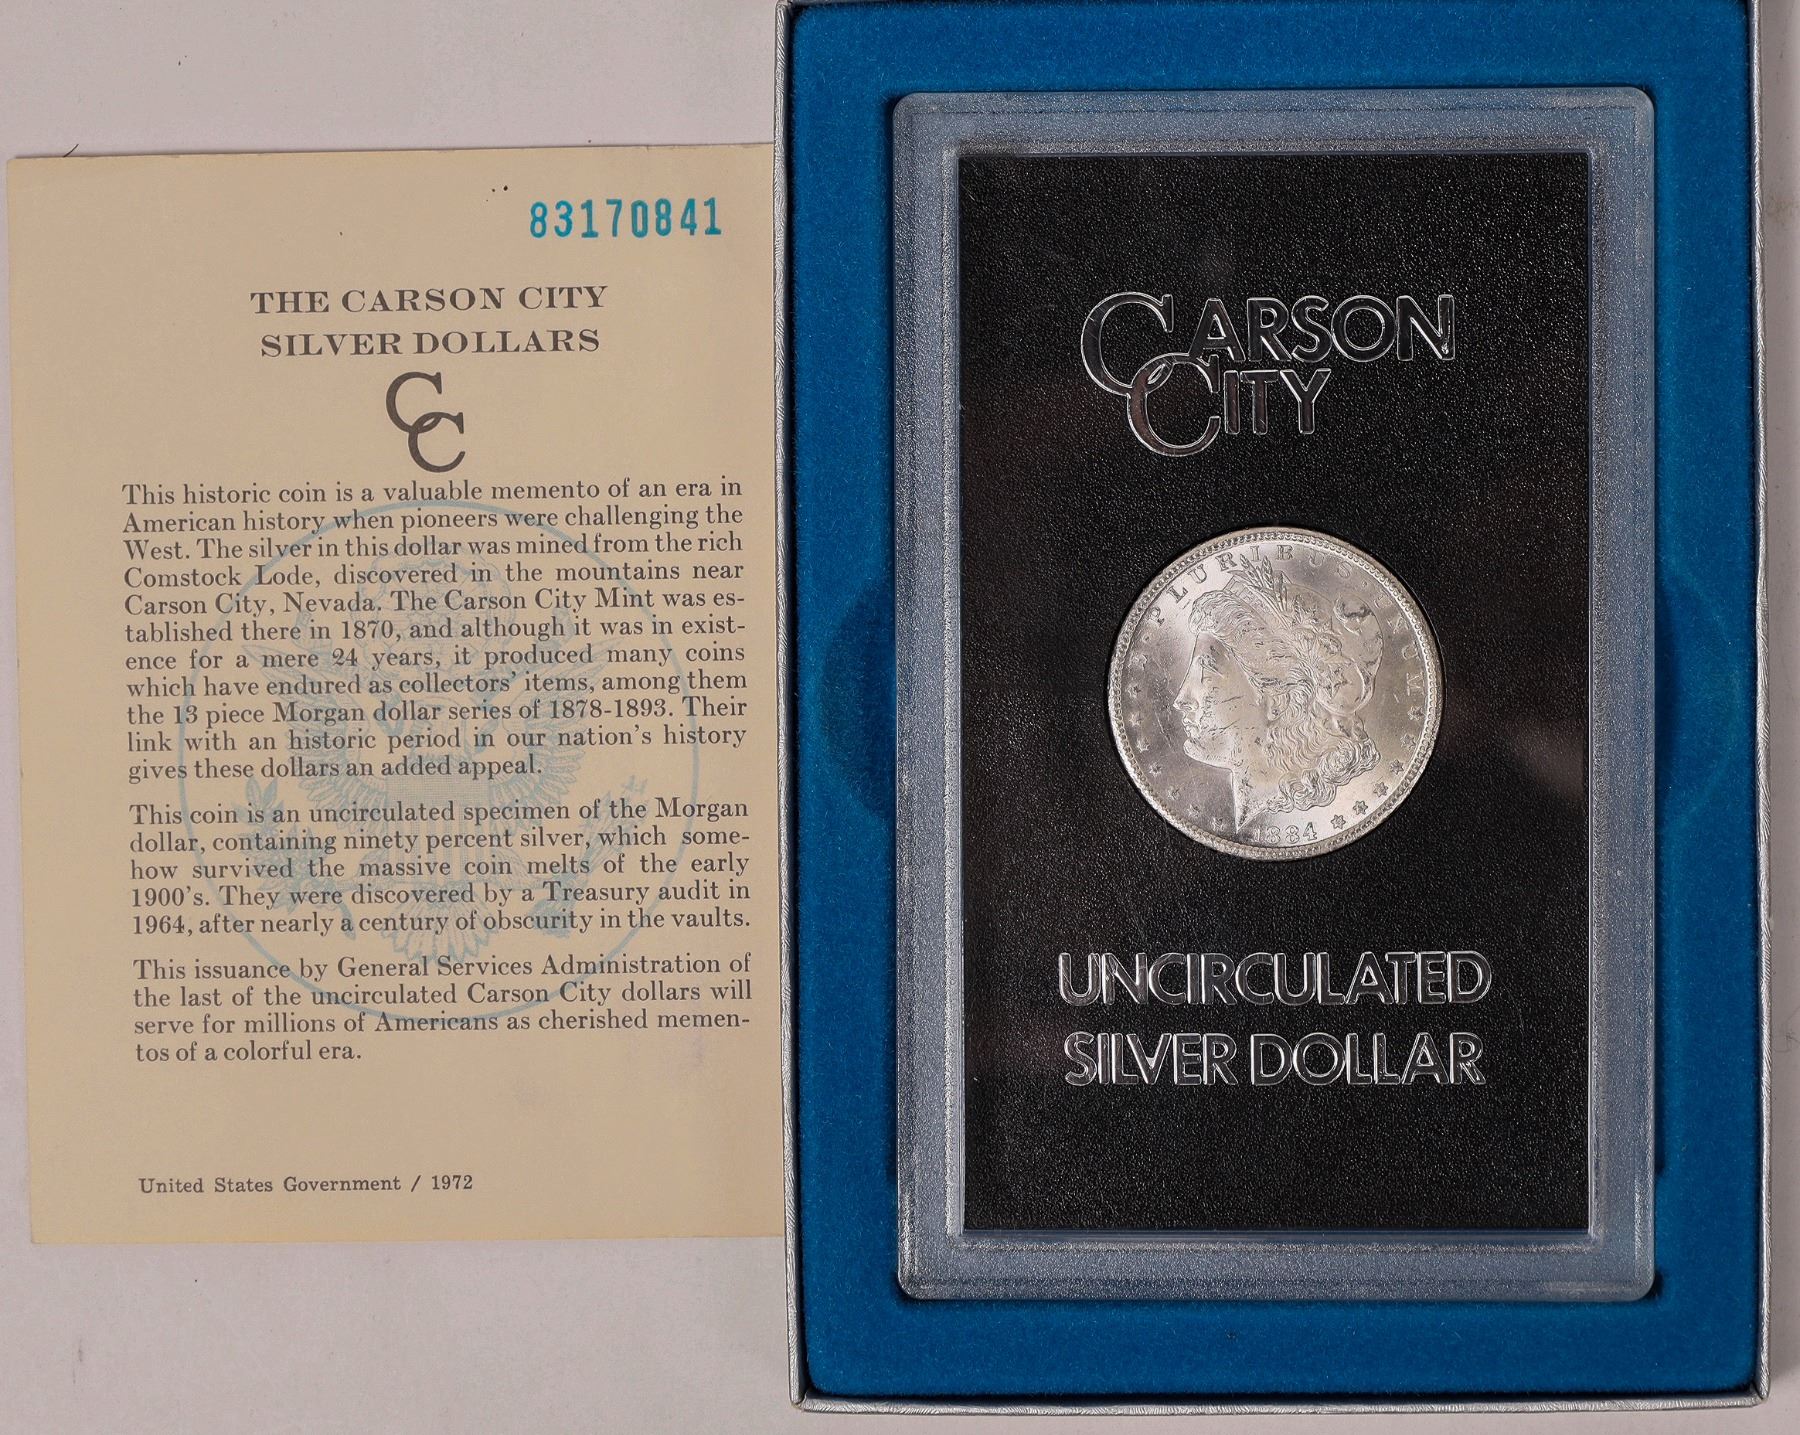 83170841
THE CARSON CITY
SILVER DOLLARS
CC
This historic coin is a valuable memento of an era in
American history when pioneers were challenging the
West. The silver in this dollar was mined from the rich
Comstock Lode, discovered in the mountains near
Carson City, Nevada. The Carson City Mint was es-
tablished there in 1870, and although it was in exist-
ence for a mere 24 years, it produced many coins
which have endured as collectors' items, among them
the 13 piece Morgan dollar series of 1878-1893. Their
link with an historic period in our nation's history
gives these dollars an added appeal.
This coin is an uncirculated specimen of the Morgan
dollar, containing ninety percent silver, which some-
how survived the massive coin melts of the early
1900's. They were discovered by a Treasury audit in
1964, after nearly a century of obscurity in the vaults.
This issuance by General Services Administration of
the last of the uncirculated Carson City dollars will
serve for millions of Americans as cherished memen-
tos of a colorful era.
United States Government / 1972
CARSON
CITY
E·PLURIBUS·UNUM
1884
UNCIRCULATED
SILVER DOLLAR